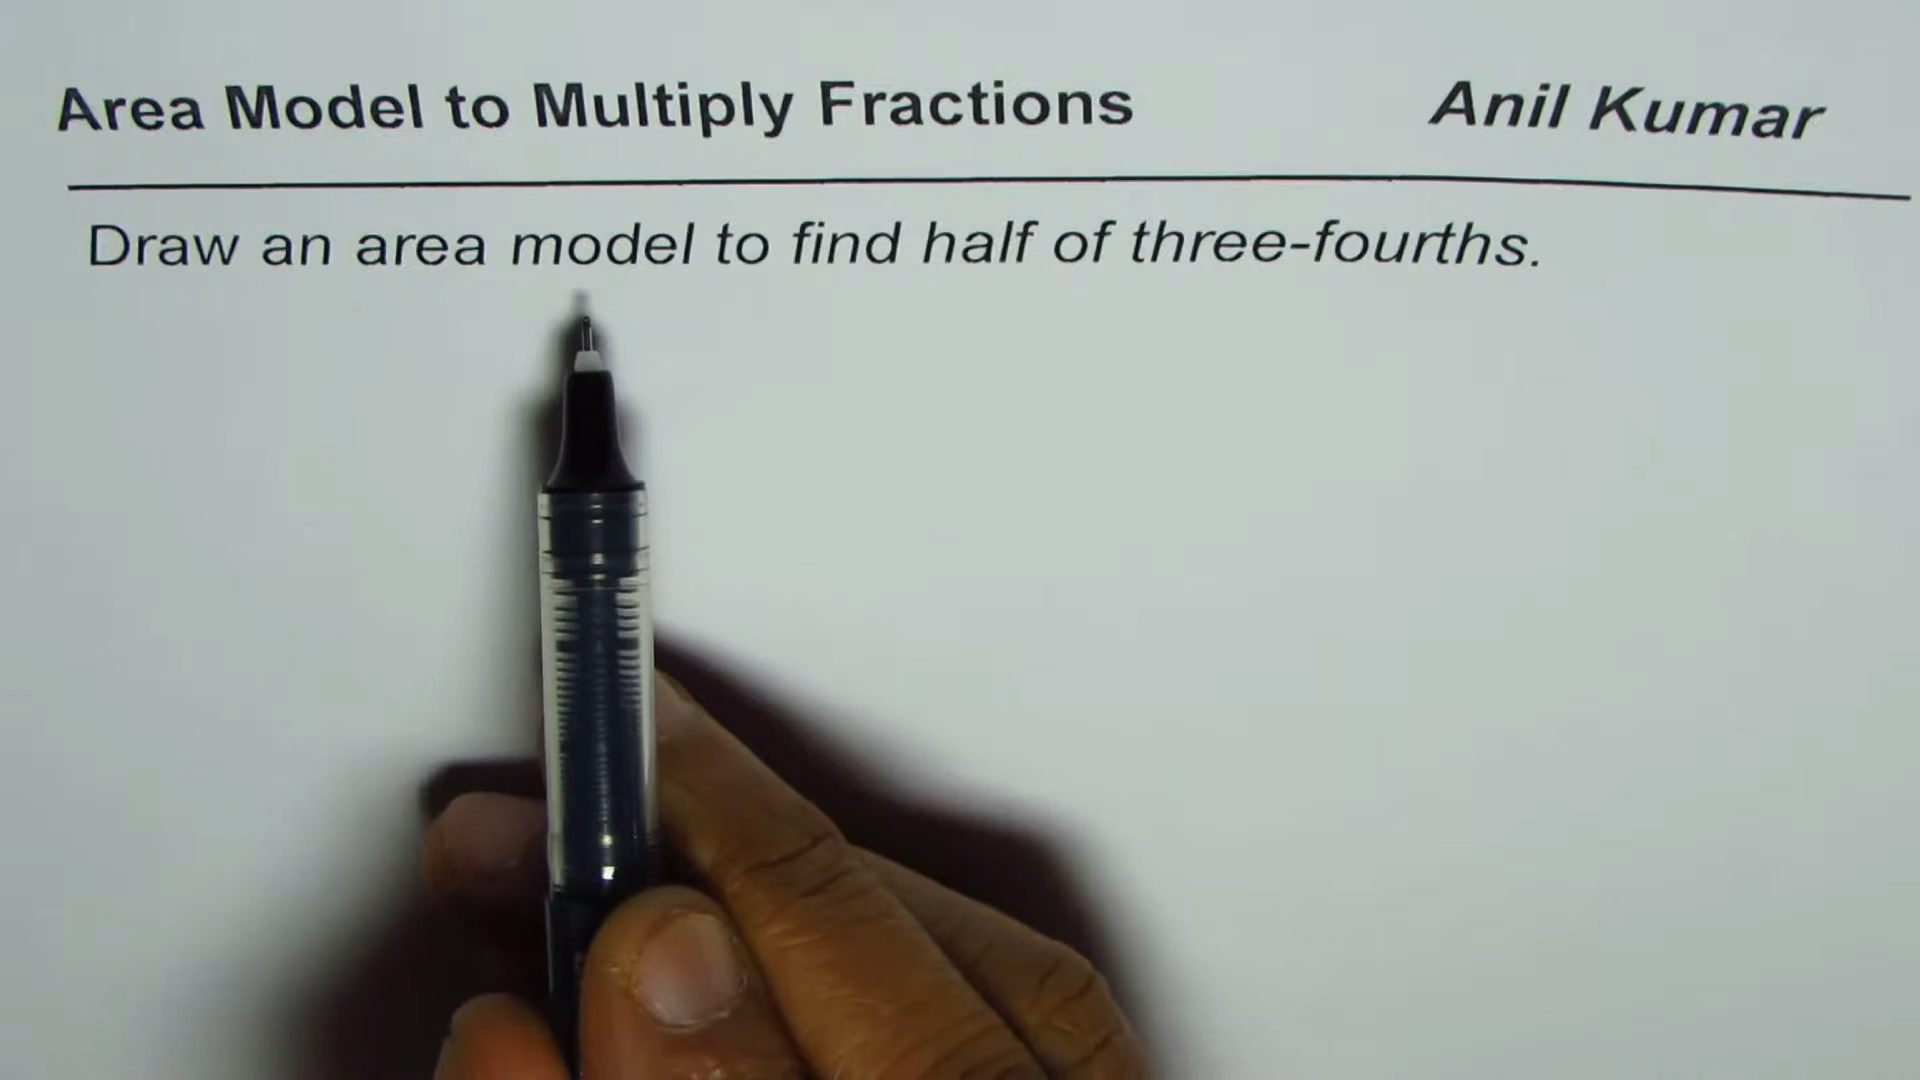 Area Model to Multiply Fractions Anil Kumar
Draw an area model to find half of three-fourths.